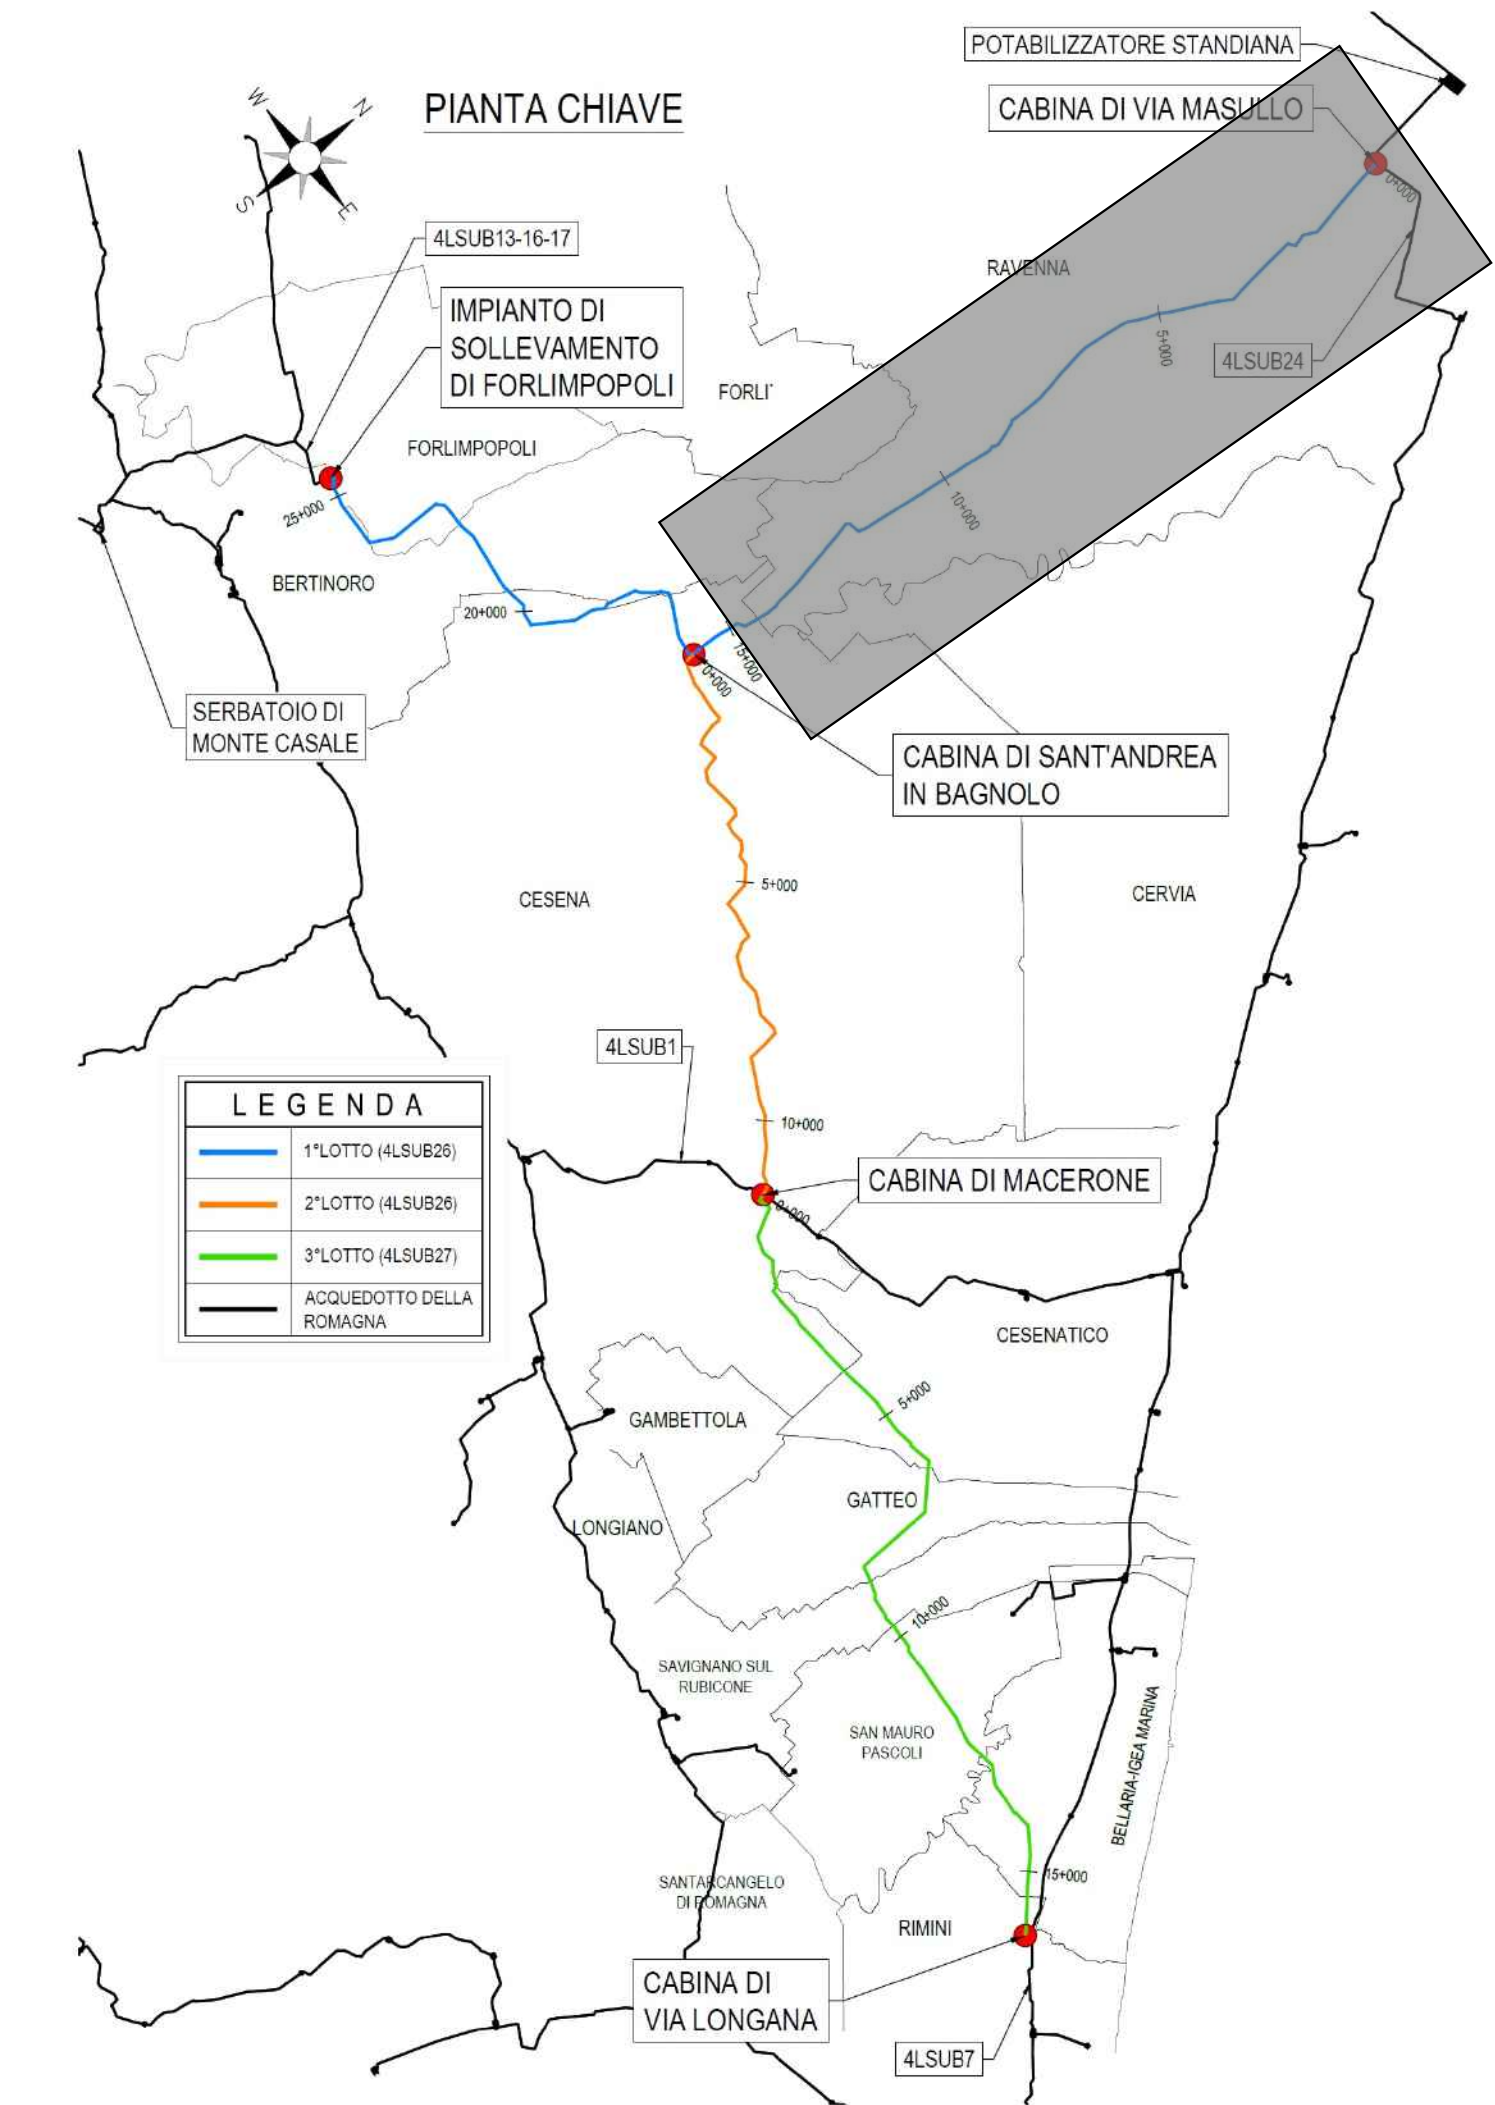 POTABILIZZATORE STANDIANA
PIANTA CHIAVE
CABINA DI VIA MASULLO
W
N
S
E
0+000
4LSUB13-16-17
RAVENNA
IMPIANTO DI
SOLLEVAMENTO
DI FORLIMPOPOLI
5+000
4LSUB24
FORLI'
FORLIMPOPOLI
10+000
25+000
BERTINORO
20+000
15+000
0+000
SERBATOIO DI
MONTE CASALE
CABINA DI SANT'ANDREA
IN BAGNOLO
5+000
CESENA
CERVIA
4LSUB1
10+000
LEGENDA
1°LOTTO (4LSUB26)
2°LOTTO (4LSUB26)
3°LOTTO (4LSUB27)
ACQUEDOTTO DELLA
ROMAGNA
CABINA DI MACERONE
0+000
CESENATICO
5+000
GAMBETTOLA
GATTEO
LONGIANO
10+000
SAVIGNANO SUL
RUBICONE
SAN MAURO
PASCOLI
BELLARIA-IGEA MARINA
15+000
SANTARCANGELO
DI ROMAGNA
RIMINI
CABINA DI
VIA LONGANA
4LSUB7